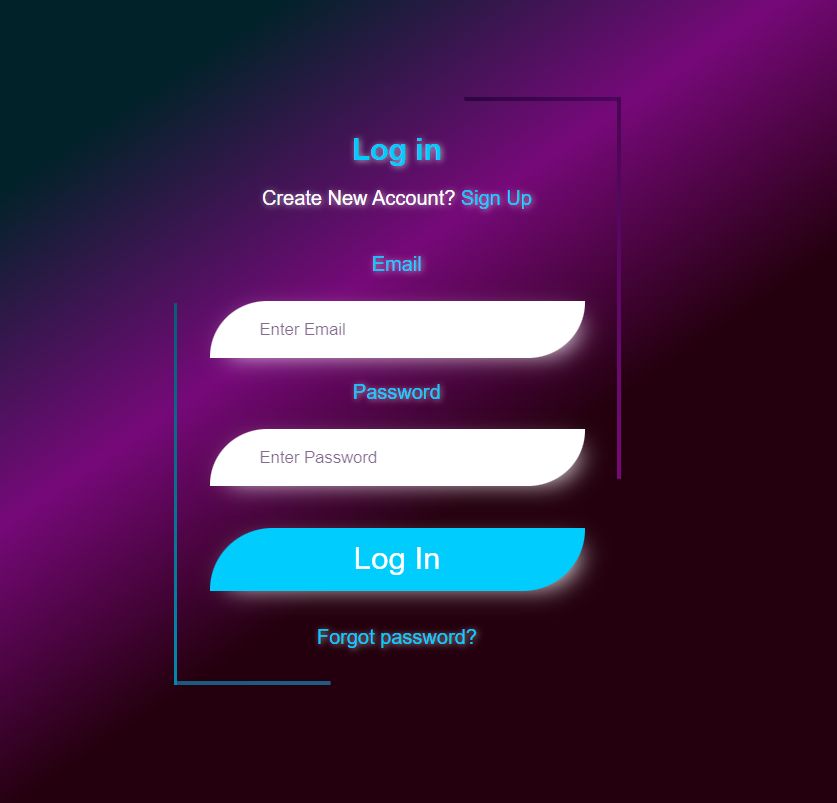 Log in
Create New Account? Sign Up
Email
Enter Email
Password
Enter Password
Log In
Forgot password?